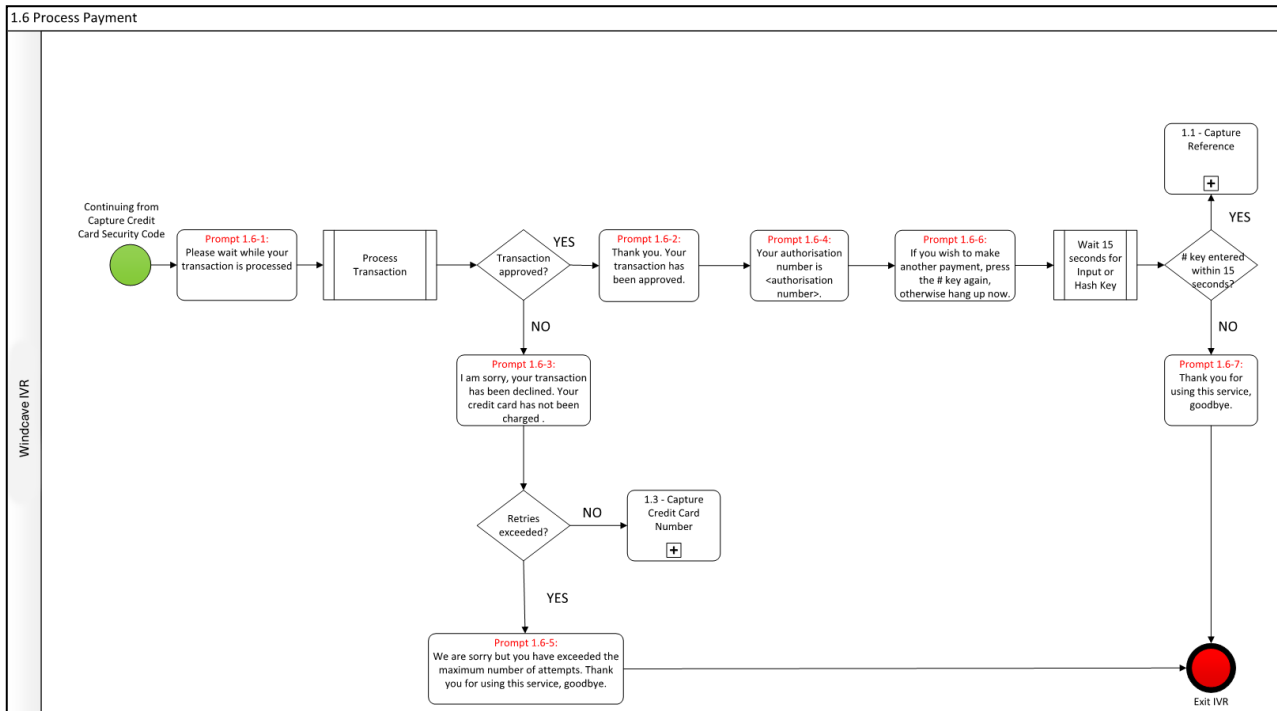 1.6 Process Payment
Windcave IVR
Continuing from
Capture Credit
Card Security Code
Prompt 1.6-1:
Please wait while your
transaction is processed
Process
Transaction
Transaction
approved?
YES
Prompt 1.6-2:
Thank you. Your
transaction has
been approved.
Prompt 1.6-4:
Your authorisation
number is
<authorisation
number>.
Prompt 1.6-6:
If you wish to make
another payment, press
the # key again,
otherwise hang up now.
Wait 15
seconds for
Input or
Hash Key
# key entered
within 15
seconds?
YES
1.1 - Capture
Reference
NO
Prompt 1.6-7:
Thank you for
using this service,
goodbye.
NO
Prompt 1.6-3:
I am sorry, your transaction
has been declined. Your
credit card has not been
charged .
Retries
exceeded?
NO
1.3 - Capture
Credit Card
Number
YES
Prompt 1.6-5:
We are sorry but you have exceeded the
maximum number of attempts. Thank
you for using this service, goodbye.
Exit IVR